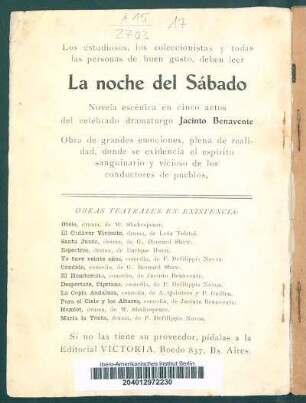 A 15
17
2703
Los estudiosos, los coleccionistas y todas
las personas de buen gusto, deben leer
La noche del Sábado
Novela escénica en cinco actos
del celebrado dramaturgo Jacinto Benavente
Obra de grandes emociones, plena de reali-
dad, donde se evidencia el espíritu
sanguinario y vicioso de los
conductores de pueblos.
OBRAS TEATRALES EN EXISTENCIA:
Otelo, drama, de W. Shakespeare.
El Cadáver Viviente, drama, de León Tolstoi.
Santa Juana, drama, de G. Bernard Shaw.
Espectros, drama, de Enrique Ibsen.
Yo tuve veinte años, comedia, de F. Defilippis Novoa.
Cándida, comedia, de G. Bernard Shaw.
El Hombrecito, comedia, de Jacinto Benavente.
Despertate, Cipriano, comedia, de F. Defilippis Novoa.
La Copla Andaluza, comedia, de A. Quintero y P. Guillén.
Para el Cielo y los Altares, comedia, de Jacinto Benavente.
Hamlet, drama, de W. Shakespeare.
María la Tonta, drama, de F. Defilippis Novoa.
Si no las tiene su proveedor, pídalas a la
Editorial VICTORIA, Boedo 837. Bs. Aires.
Ibero-Amerikanisches Institut Berlin
204012972230